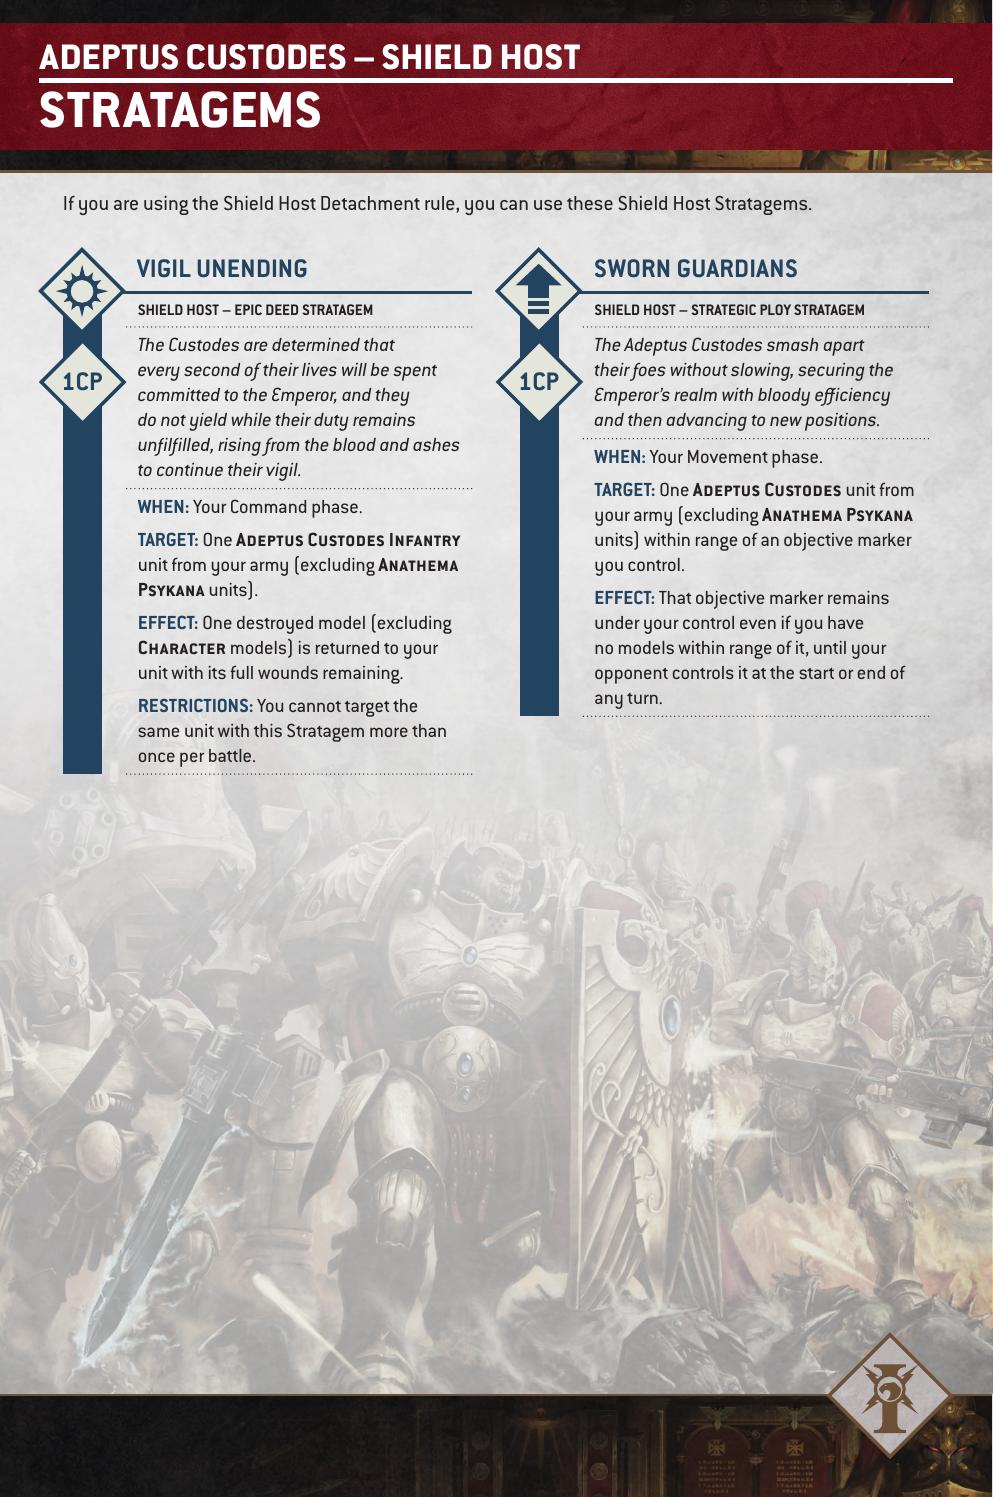 ADEPTUS CUSTODES – SHIELD HOST
STRATAGEMS
If you are using the Shield Host Detachment rule, you can use these Shield Host Stratagems.
VIGIL UNENDING
SHIELD HOST – EPIC DEED STRATAGEM
1CP
The Custodes are determined that
every second of their lives will be spent
committed to the Emperor, and they
do not yield while their duty remains
unfilfilled, rising from the blood and ashes
to continue their vigil.
WHEN: Your Command phase.
TARGET: One ADEPTUS CUSTODES INFANTRY
unit from your army (excluding ANATHEMA
PSYKANA units).
EFFECT: One destroyed model (excluding
CHARACTER models) is returned to your
unit with its full wounds remaining.
RESTRICTIONS: You cannot target the
same unit with this Stratagem more than
once per battle.
SWORN GUARDIANS
SHIELD HOST – STRATEGIC PLOY STRATAGEM
1CP
The Adeptus Custodes smash apart
their foes without slowing, securing the
Emperor's realm with bloody efficiency
and then advancing to new positions.
WHEN: Your Movement phase.
TARGET: One ADEPTUS CUSTODES unit from
your army (excluding ANATHEMA PSYKANA
units) within range of an objective marker
you control.
EFFECT: That objective marker remains
under your control even if you have
no models within range of it, until your
opponent controls it at the start or end of
any turn.